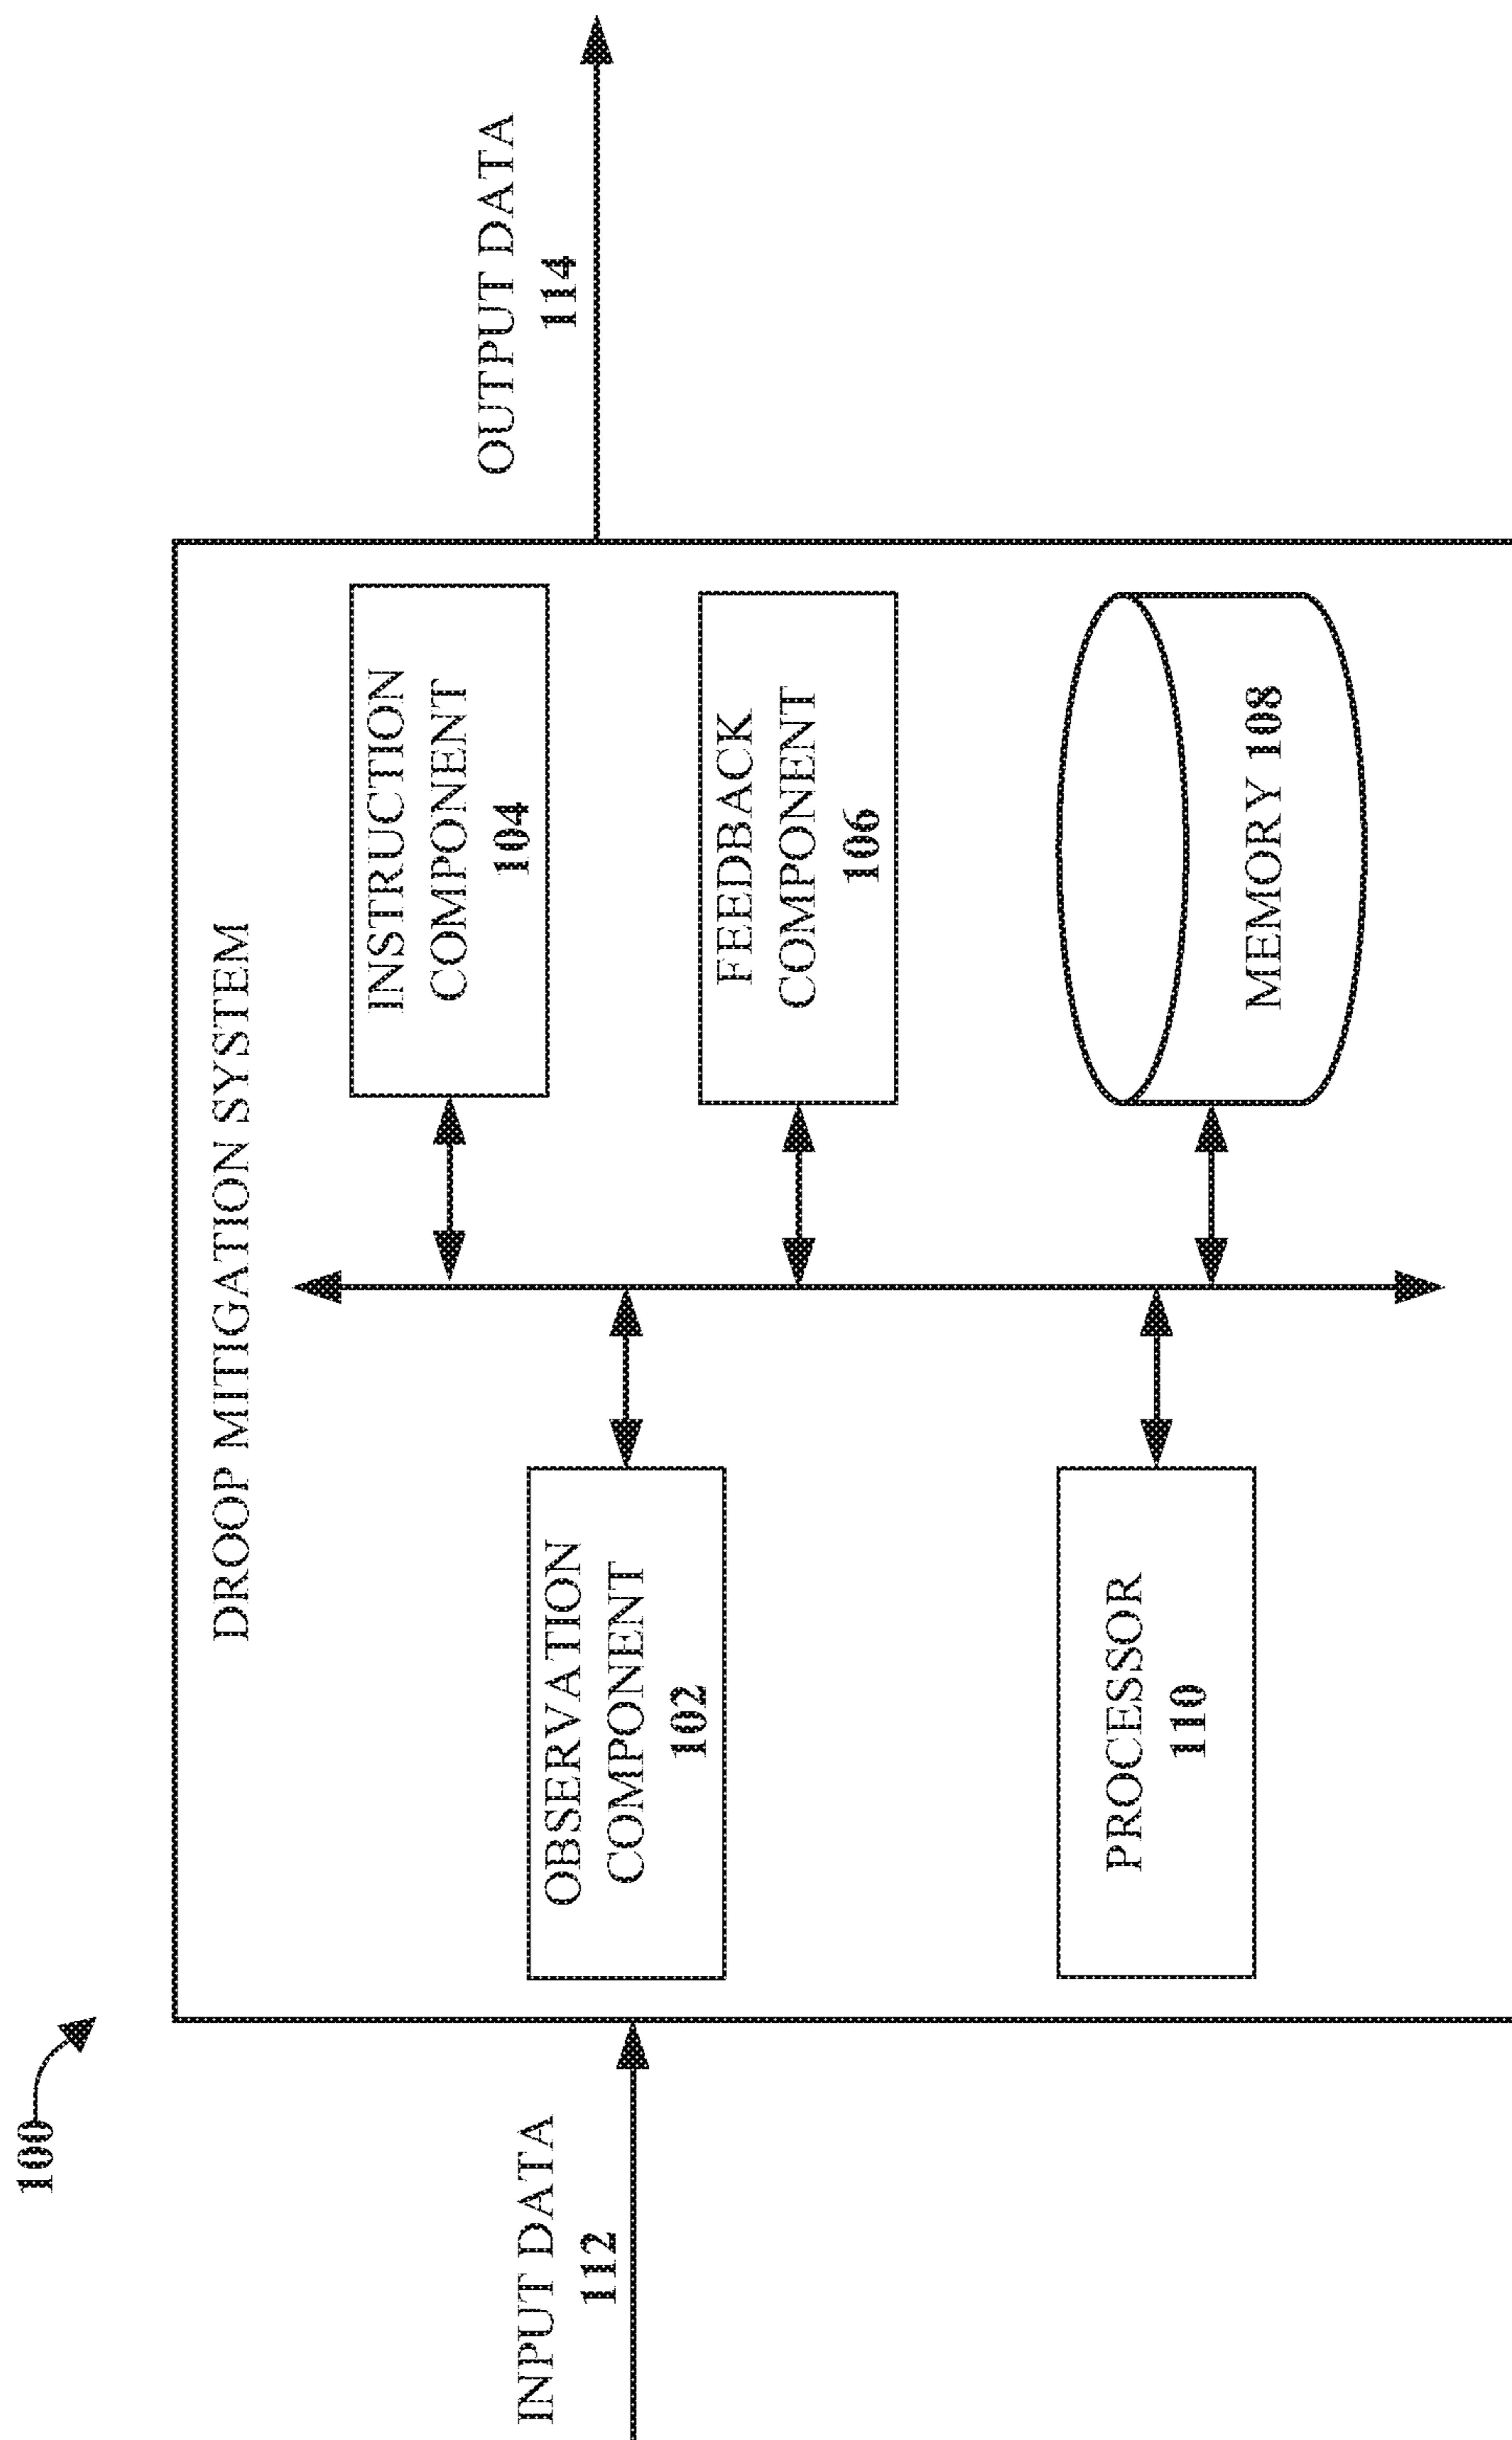 100
DROOP MITIGATION SYSTEM
INPUT DATA
112
OBSERVATION
COMPONENT
102
PROCESSOR
110
INSTRUCTION
COMPONENT
104
FEEDBACK
COMPONENT
106
MEMORY 108
OUTPUT DATA
114